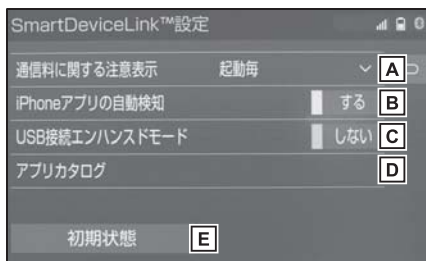 SmartDeviceLink™設定
通信料に関する注意表示 起動毎 A
iPhoneアプリの自動検知 する B
USB接続エンハンスドモード しない C
アプリカタログ D
初期状態 E